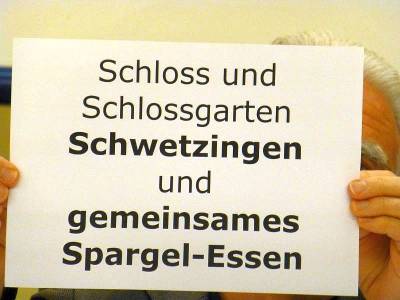 Schloss und
Schlossgarten
Schwetzingen
und
gemeinsames
Spargel-Essen